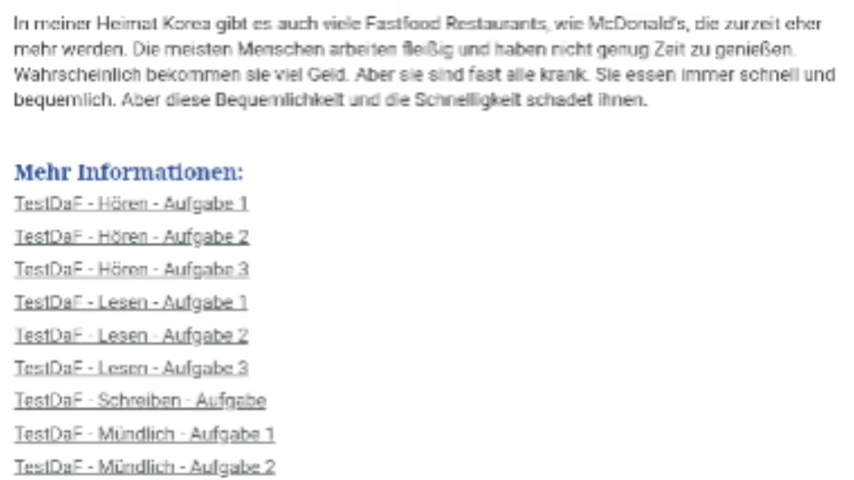 In meiner Heimat Korea gibt es auch viele Fastfood Restaurants, wie McDonald's, die zurzeit eher
mehr werden. Die meisten Menschen arbeiten fleißig und haben nicht genug Zeit zu genießen.
Wahrscheinlich bekommen sie viel Geld. Aber sie sind fast alle krank. Sie essen immer schnell und
bequemlich. Aber diese Bequemlichkeit und die Schnelligkeit schadet ihnen.
Mehr Informationen:
TestDaF - Hören - Aufgabe 1
TestDaF - Hören - Aufgabe 2
TestDaF - Hören - Aufgabe 3
TestDaF - Lesen - Aufgabe 1
TestDaF - Lesen - Aufgabe 2
TestDaF - Lesen - Aufgabe 3
TestDaF - Schreiben - Aufgabe
TestDaF - Mündlich - Aufgabe 1
TestDaF - Mündlich - Aufgabe 2